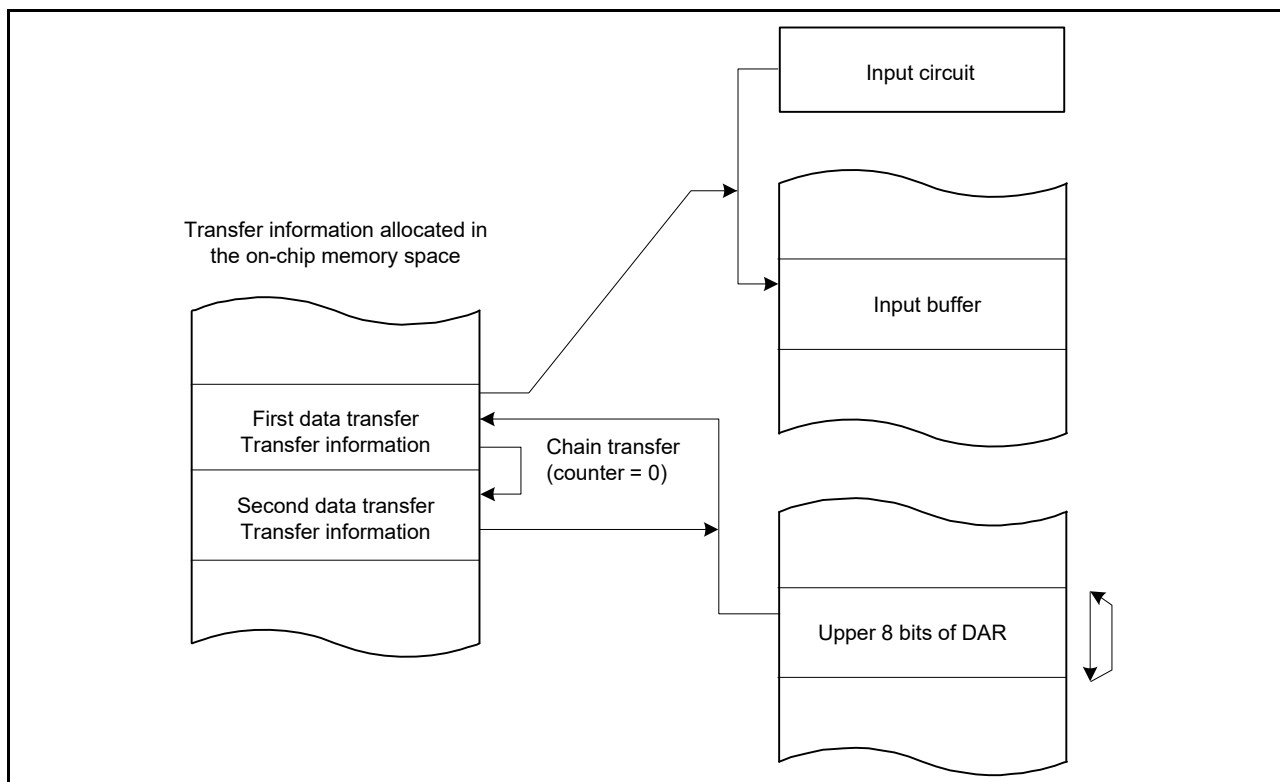 Input circuit
Transfer information allocated in
the on-chip memory space
Input buffer
First data transfer
Transfer information
Chain transfer
(counter = 0)
Second data transfer
Transfer information
Upper 8 bits of DAR